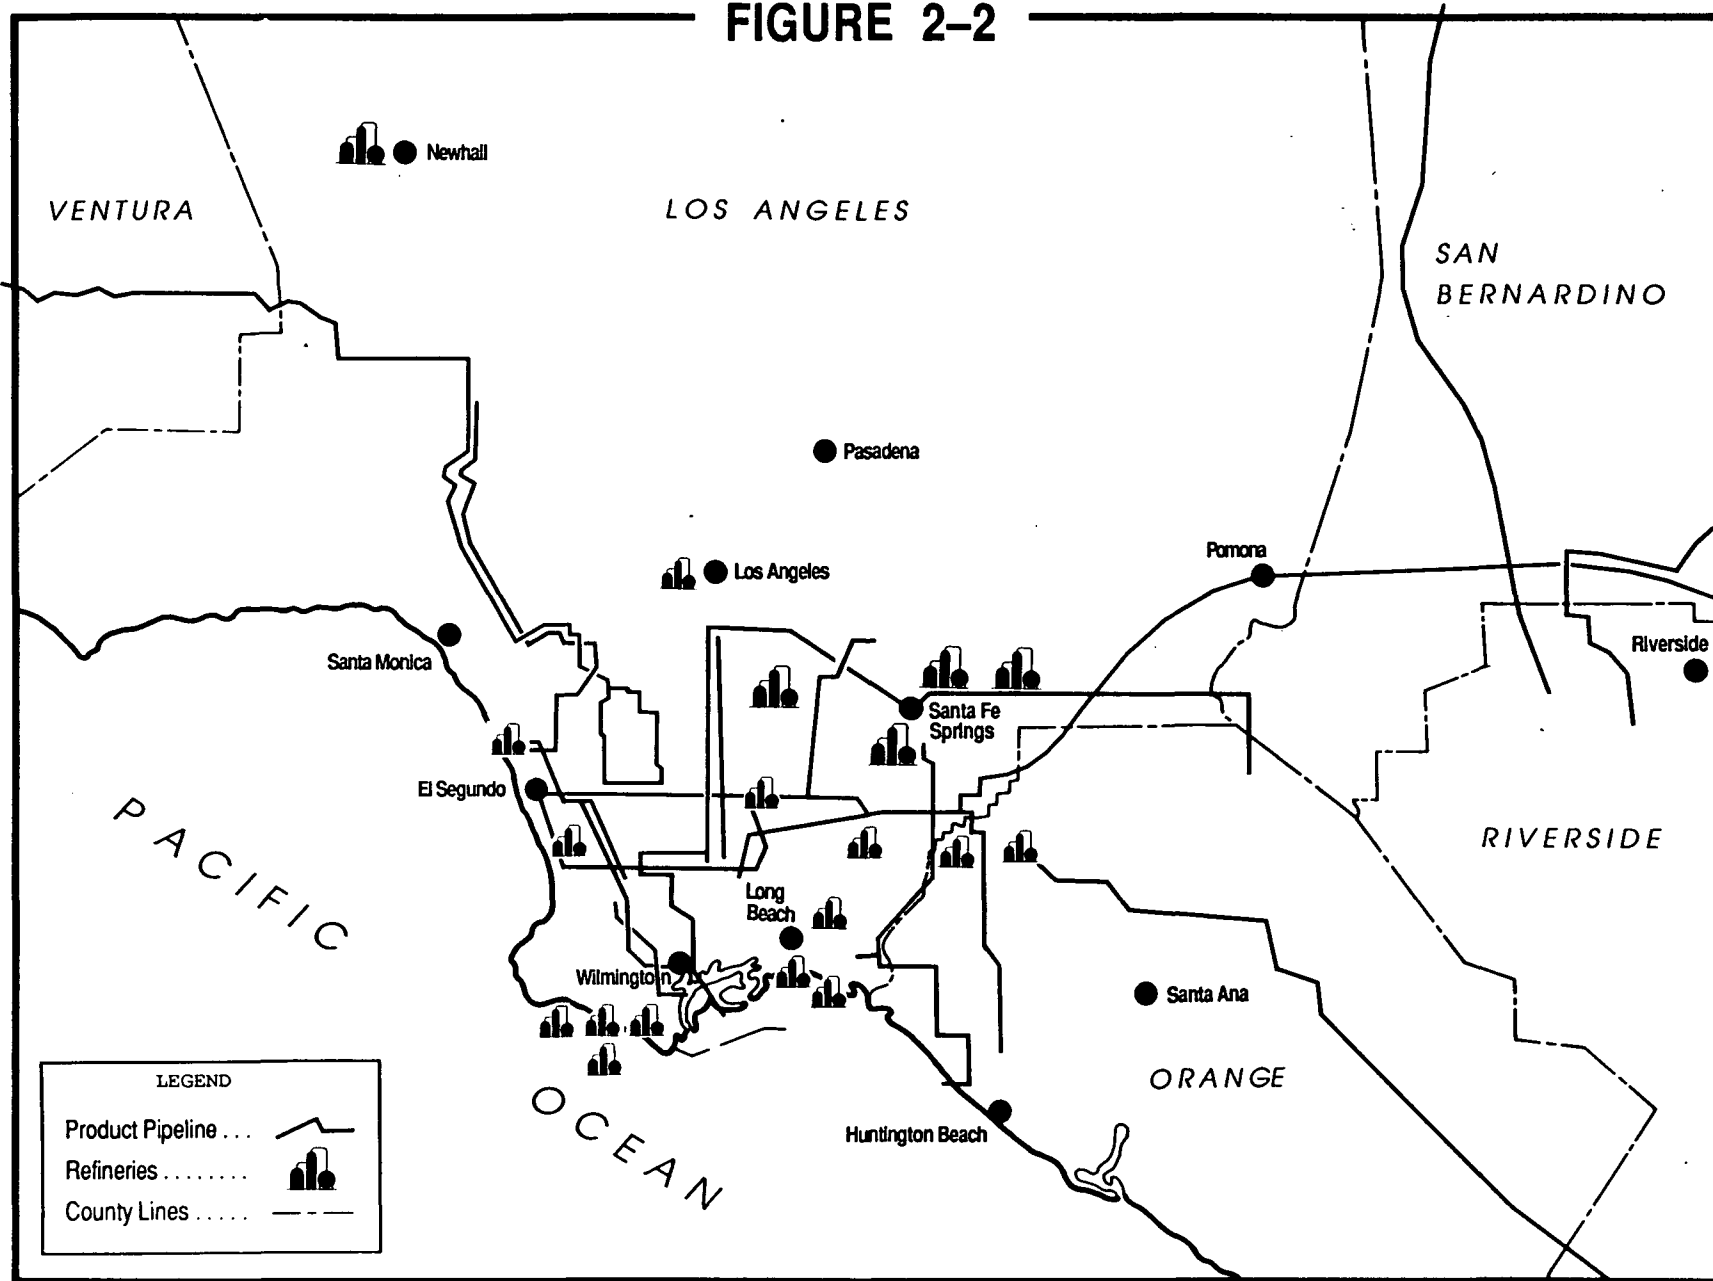 FIGURE 2–2
Newhall
VENTURA
LOS ANGELES
SAN
BERNARDINO
Pasadena
Pomona
Los Angeles
Riverside
Santa Monica
Santa Fe
Springs
El Segundo
PACIFIC
RIVERSIDE
Long
Beach
Wilmington
Santa Ana
ORANGE
OCEAN
Huntington Beach
LEGEND
Product Pipeline ...
Refineries ........
County Lines .....